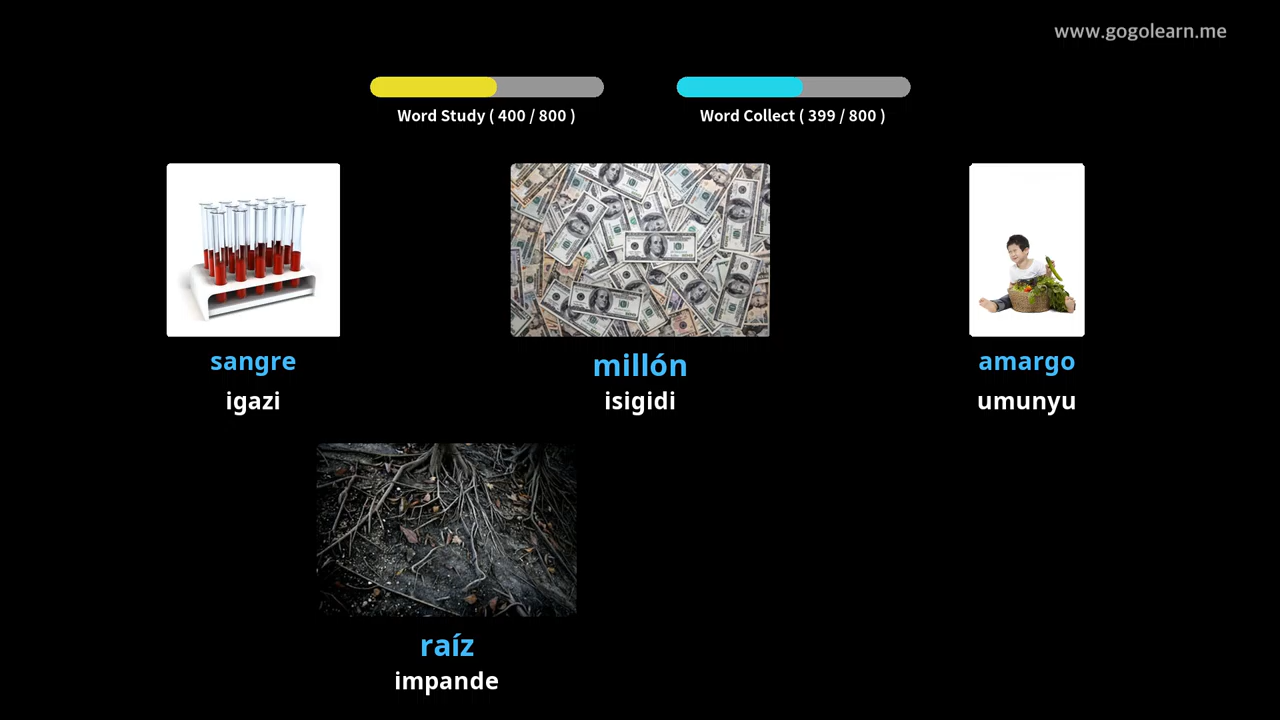 www.gogolearn.me
Word Study ( 400 / 800 )
Word Collect ( 399 / 800 )
sangre
igazi
millón
isigidi
amargo
umunyu
raíz
impande